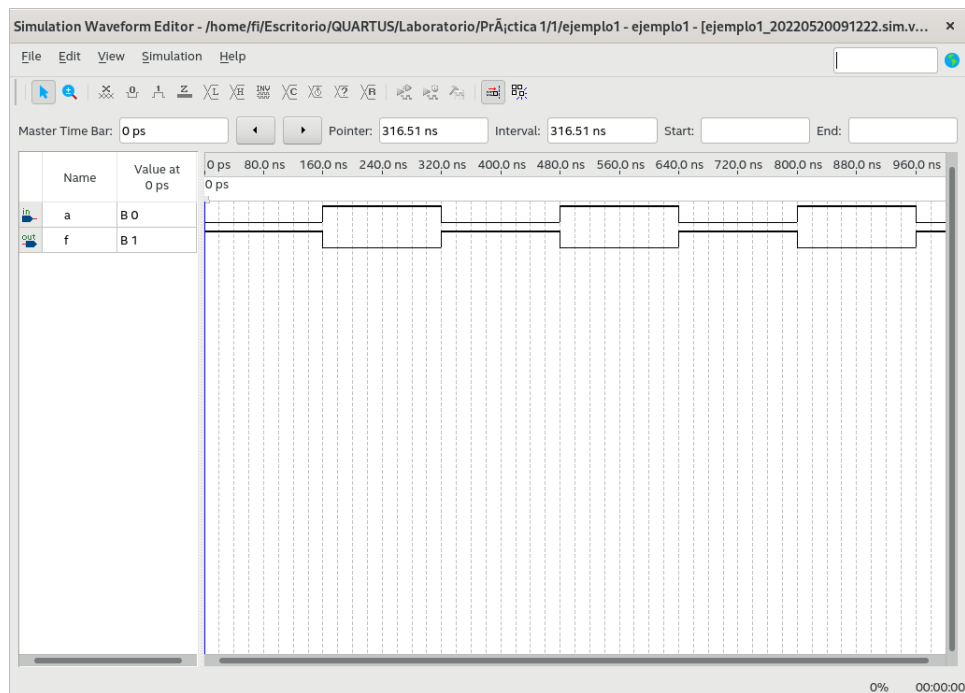 Simulation Waveform Editor - /home/fi/Escritorio/QUARTUS/Laboratorio/PrÃ¡ctica 1/1/ejemplo1 - ejemplo1 - [ejemplo1_20220520091222.sim.v...
File Edit View Simulation Help
Master Time Bar: 0 ps Pointer: 316.51 ns Interval: 316.51 ns Start: End:
Name Value at 0 ps
0 ps 80.0 ns 160.0 ns 240.0 ns 320.0 ns 400.0 ns 480.0 ns 560.0 ns 640.0 ns 720.0 ns 800.0 ns 880.0 ns 960.0 ns
0 ps
in a B 0
out f B 1
0% 00:00:00